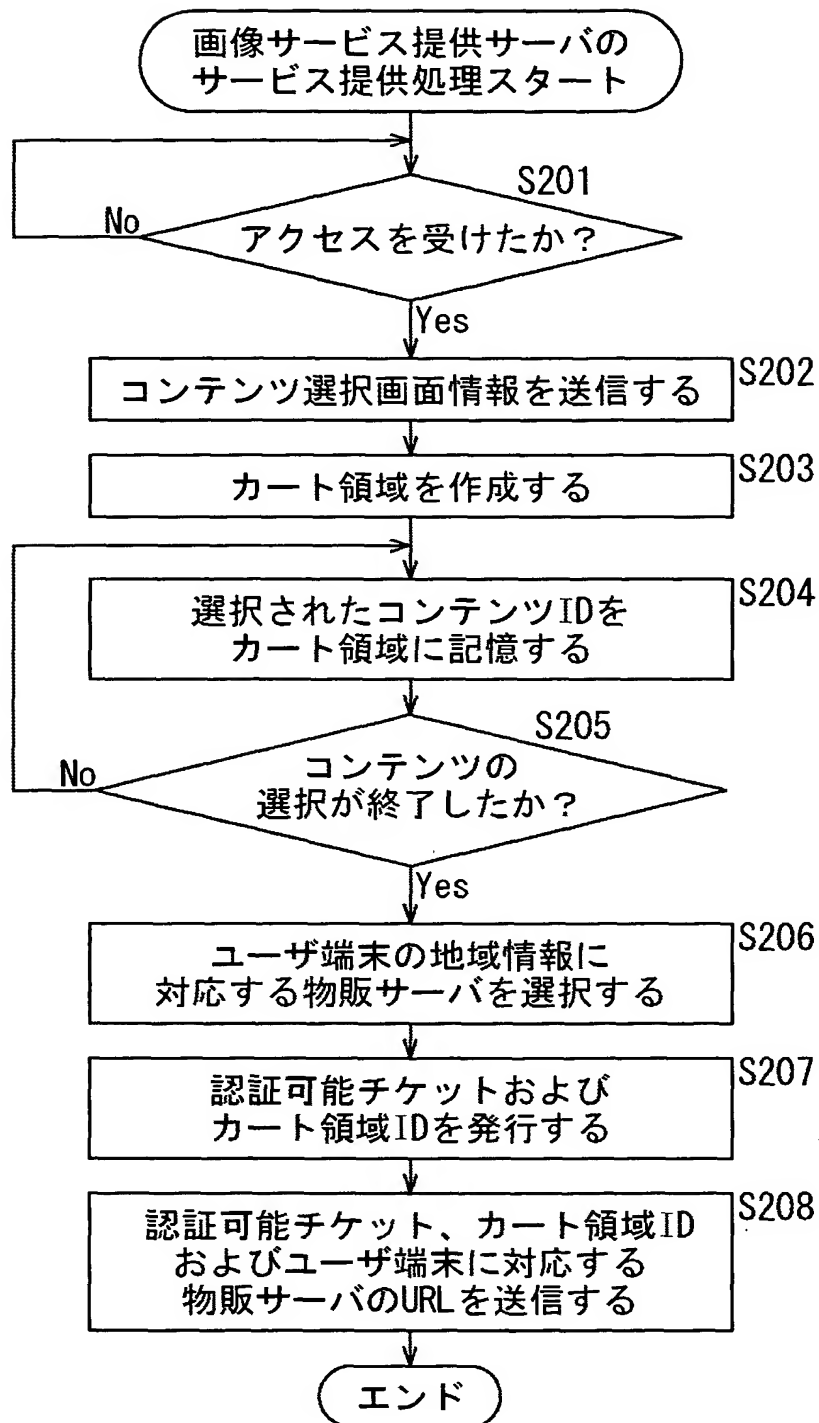 画像サービス提供サーバの
サービス提供処理スタート
S201
No
アクセスを受けたか？
Yes
S202
コンテンツ選択画面情報を送信する
S203
カート領域を作成する
S204
選択されたコンテンツIDを
カート領域に記憶する
S205
No
コンテンツの
選択が終了したか？
Yes
S206
ユーザ端末の地域情報に
対応する物販サーバを選択する
S207
認証可能チケットおよび
カート領域IDを発行する
S208
認証可能チケット、カート領域ID
およびユーザ端末に対応する
物販サーバのURLを送信する
エンド